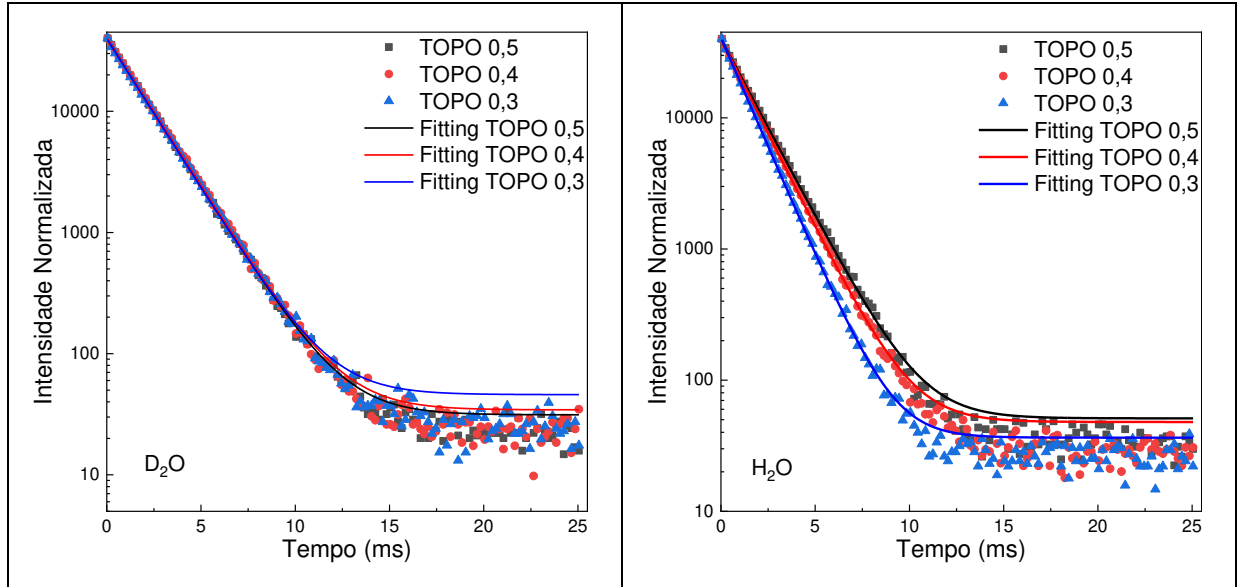 TOPO 0,5
TOPO 0,4
TOPO 0,3
Fitting TOPO 0,5
Fitting TOPO 0,4
Fitting TOPO 0,3
Intensidade Normalizada
10000
1000
100
10
D₂O
0 5 10 15 20 25
Tempo (ms)
TOPO 0,5
TOPO 0,4
TOPO 0,3
Fitting TOPO 0,5
Fitting TOPO 0,4
Fitting TOPO 0,3
Intensidade Normalizada
10000
1000
100
10
H₂O
0 5 10 15 20 25
Tempo (ms)